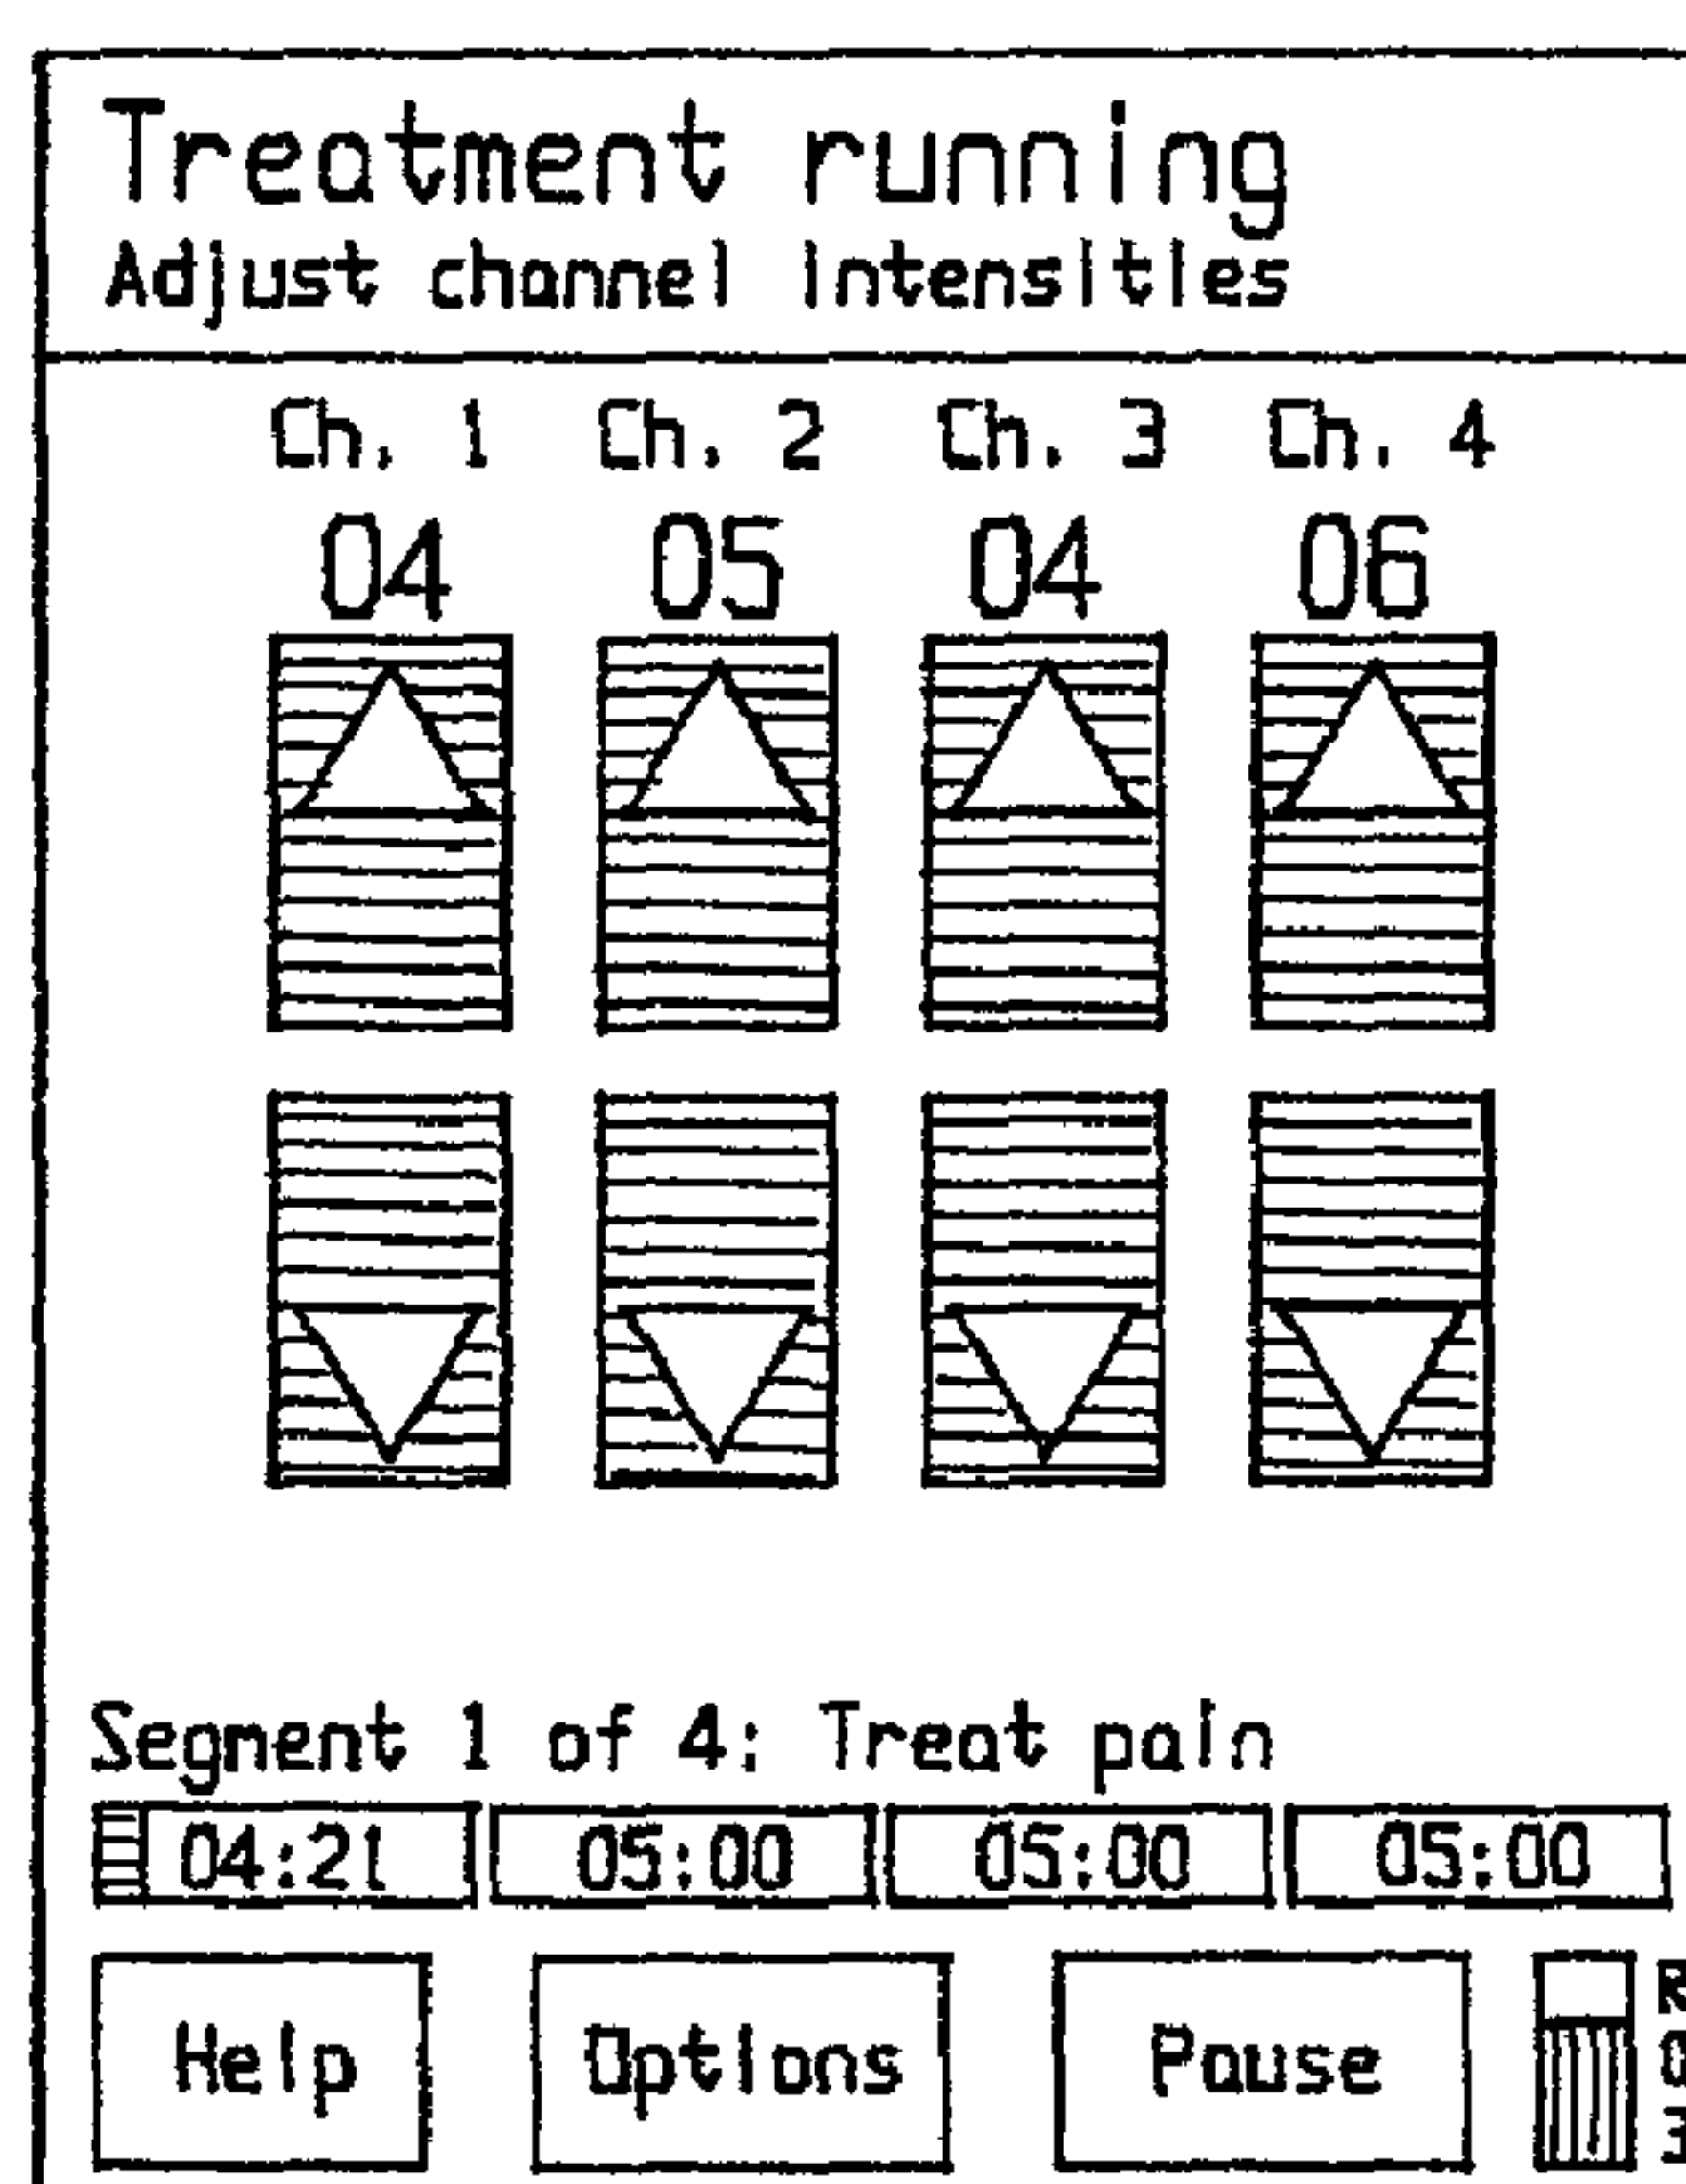 Treatment running
Adjust channel intensities
Ch. 1 Ch. 2 Ch. 3 Ch. 4
04 05 04 06
Segment 1 of 4: Treat pain
04:21 05:00 05:00 05:00
Help Options Pause